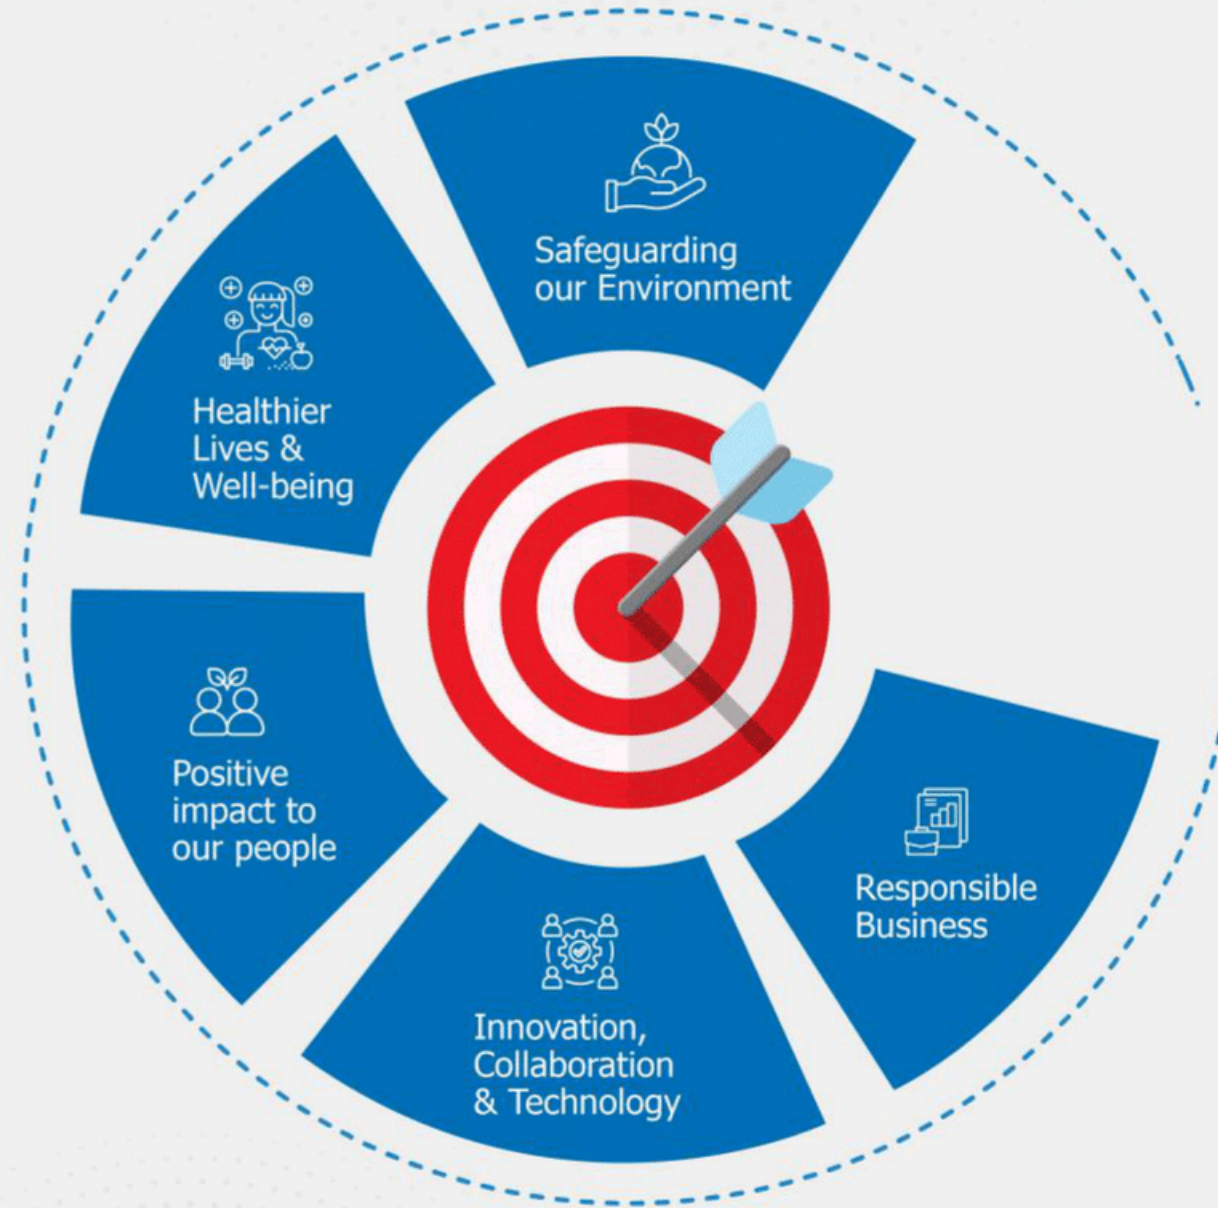 Safeguarding
our Environment
Healthier
Lives &
Well-being
Positive
impact to
our people
Innovation,
Collaboration
& Technology
Responsible
Business